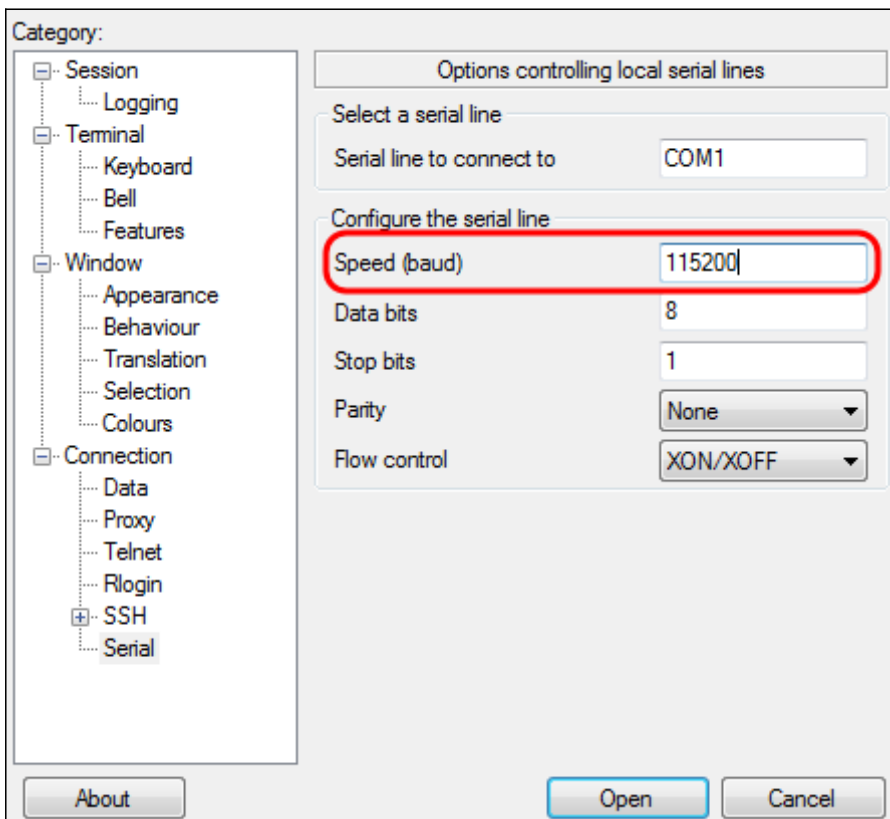 Category:
Session
Logging
Terminal
Keyboard
Bell
Features
Window
Appearance
Behaviour
Translation
Selection
Colours
Connection
Data
Proxy
Telnet
Rlogin
SSH
Serial
Options controlling local serial lines
Select a serial line
Serial line to connect to COM1
Configure the serial line
Speed (baud) 115200
Data bits 8
Stop bits 1
Parity None
Flow control XON/XOFF
About Open Cancel